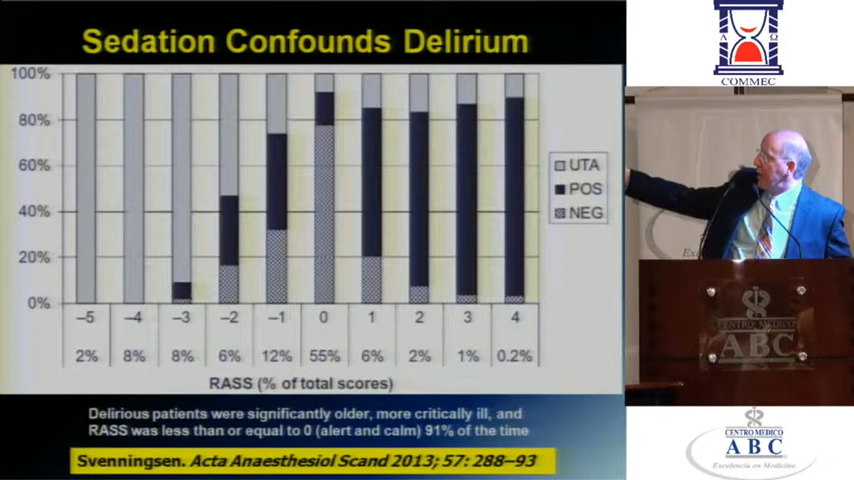 Sedation Confounds Delirium
100%
80%
60%
40%
20%
0%
UTA
POS
NEG
–5 –4 –3 –2 –1 0 1 2 3 4
2% 8% 8% 6% 12% 55% 6% 2% 1% 0.2%
RASS (% of total scores)
Delirious patients were significantly older, more critically ill, and
RASS was less than or equal to 0 (alert and calm) 91% of the time
Svenningsen. Acta Anaesthesiol Scand 2013; 57: 288–93
A Ω
COMMEC
CENTRO MEDICO
ABC
CENTRO MEDICO
ABC
Excelencia en Medicina